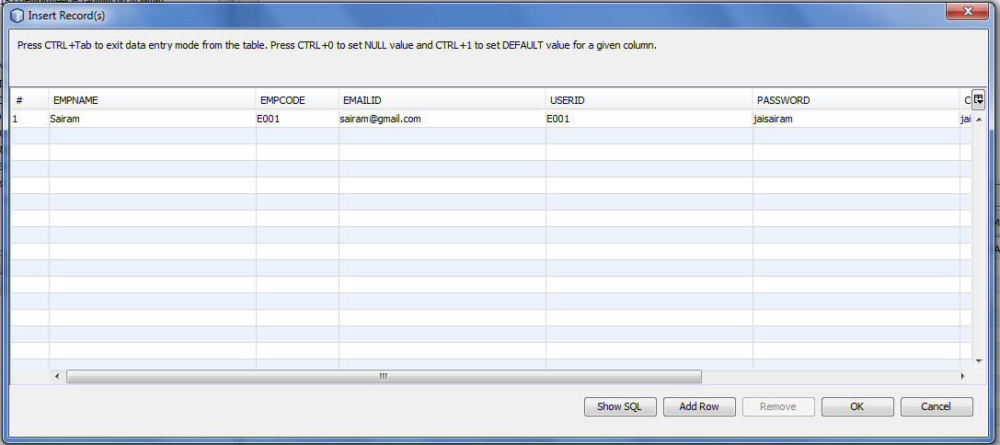 Insert Record(s)
Press CTRL+Tab to exit data entry mode from the table. Press CTRL+0 to set NULL value and CTRL+1 to set DEFAULT value for a given column.
# EMPNAME EMPCODE EMAILID USERID PASSWORD C
1 Sairam E001 sairam@gmail.com E001 jaisairam jai
Show SQL Add Row Remove OK Cancel